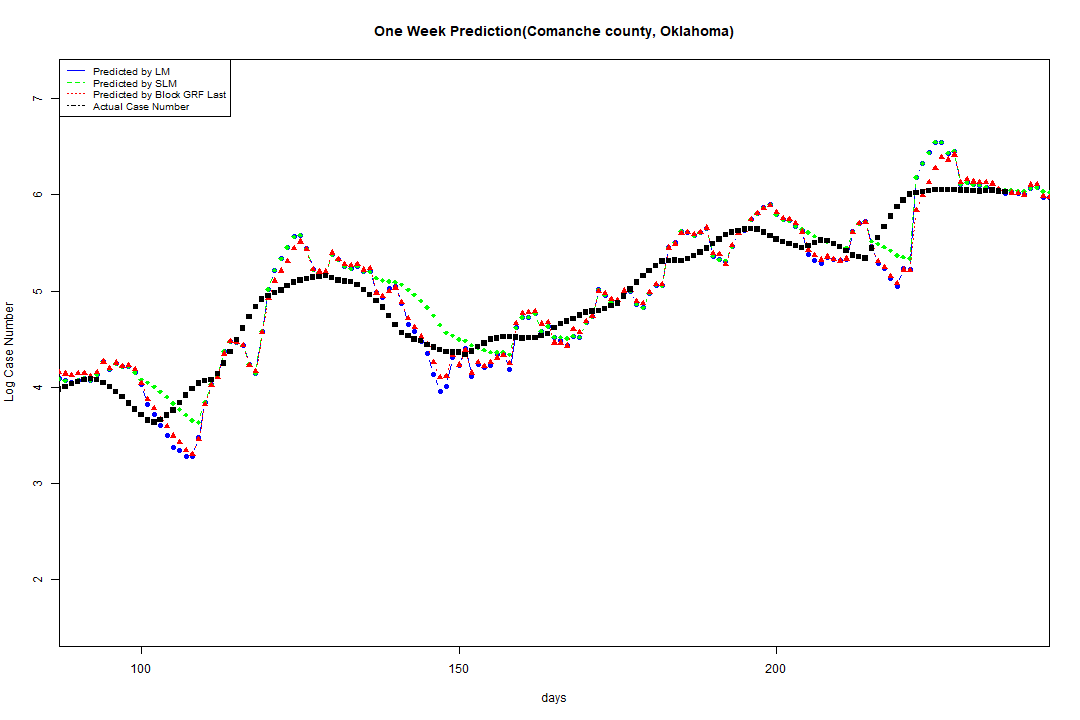 One Week Prediction(Comanche county, Oklahoma)
Predicted by LM
Predicted by SLM
Predicted by Block GRF Last
Actual Case Number
Log Case Number
7
6
5
4
3
2
100 150 200
days